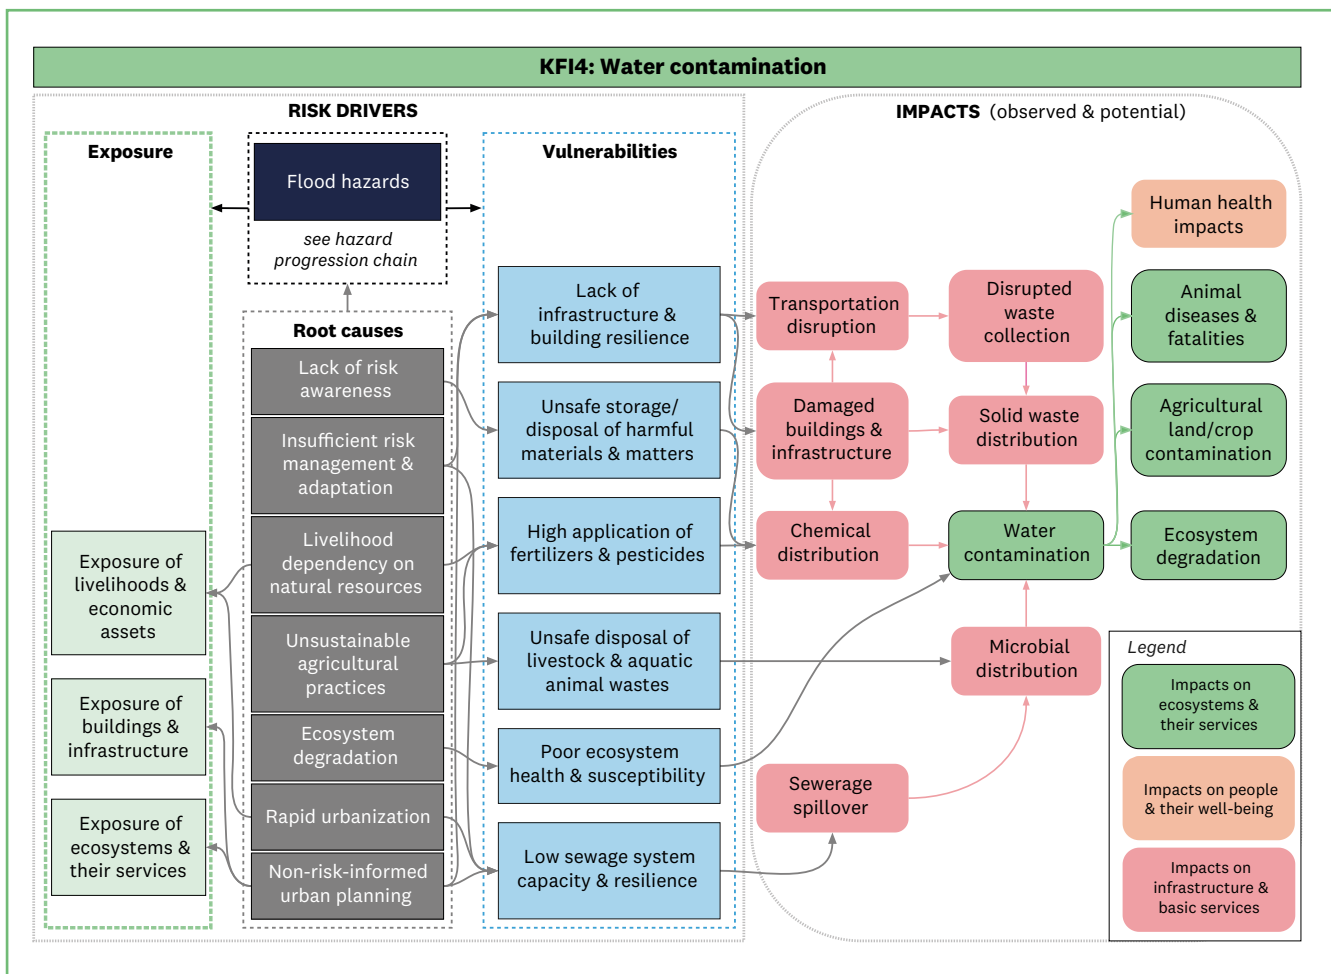 KFI4: Water contamination
RISK DRIVERS
Exposure
Flood hazards
see hazard
progression chain
Root causes
Lack of risk
awareness
Insufficient risk
management &
adaptation
Livelihood
dependency on
natural resources
Unsustainable
agricultural
practices
Ecosystem
degradation
Rapid urbanization
Non-risk-informed
urban planning
Exposure of
livelihoods &
economic
assets
Exposure of
buildings &
infrastructure
Exposure of
ecosystems &
their services
Vulnerabilities
Lack of
infrastructure &
building resilience
Unsafe storage/
disposal of harmful
materials & matters
High application of
fertilizers & pesticides
Unsafe disposal of
livestock & aquatic
animal wastes
Poor ecosystem
health & susceptibility
Low sewage system
capacity & resilience
IMPACTS (observed & potential)
Transportation
disruption
Damaged
buildings &
infrastructure
Chemical
distribution
Sewerage
spillover
Disrupted
waste
collection
Solid waste
distribution
Water
contamination
Microbial
distribution
Human health
impacts
Animal
diseases &
fatalities
Agricultural
land/crop
contamination
Ecosystem
degradation
Legend
Impacts on
ecosystems &
their services
Impacts on people
& their well-being
Impacts on
infrastructure &
basic services